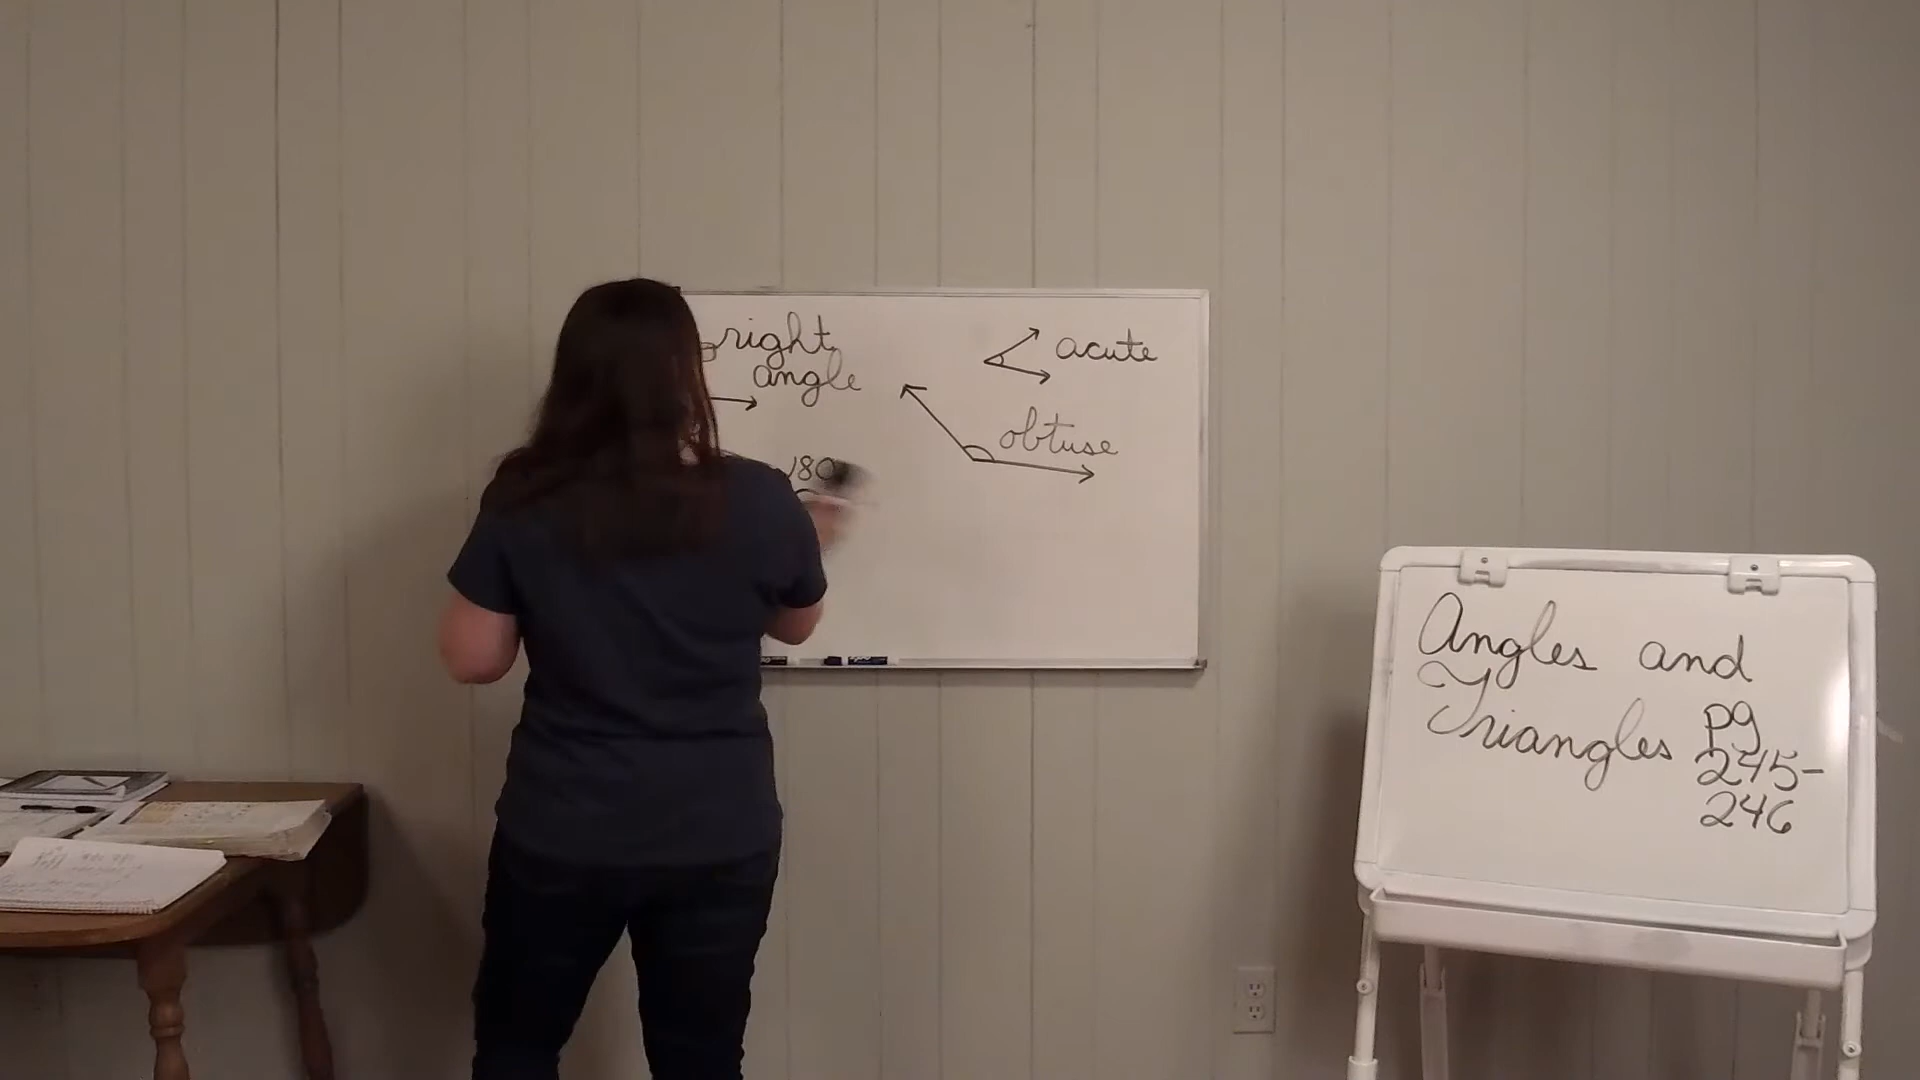 right
angle
acute
obtuse
180
Angles and
Triangles pg
245-
246